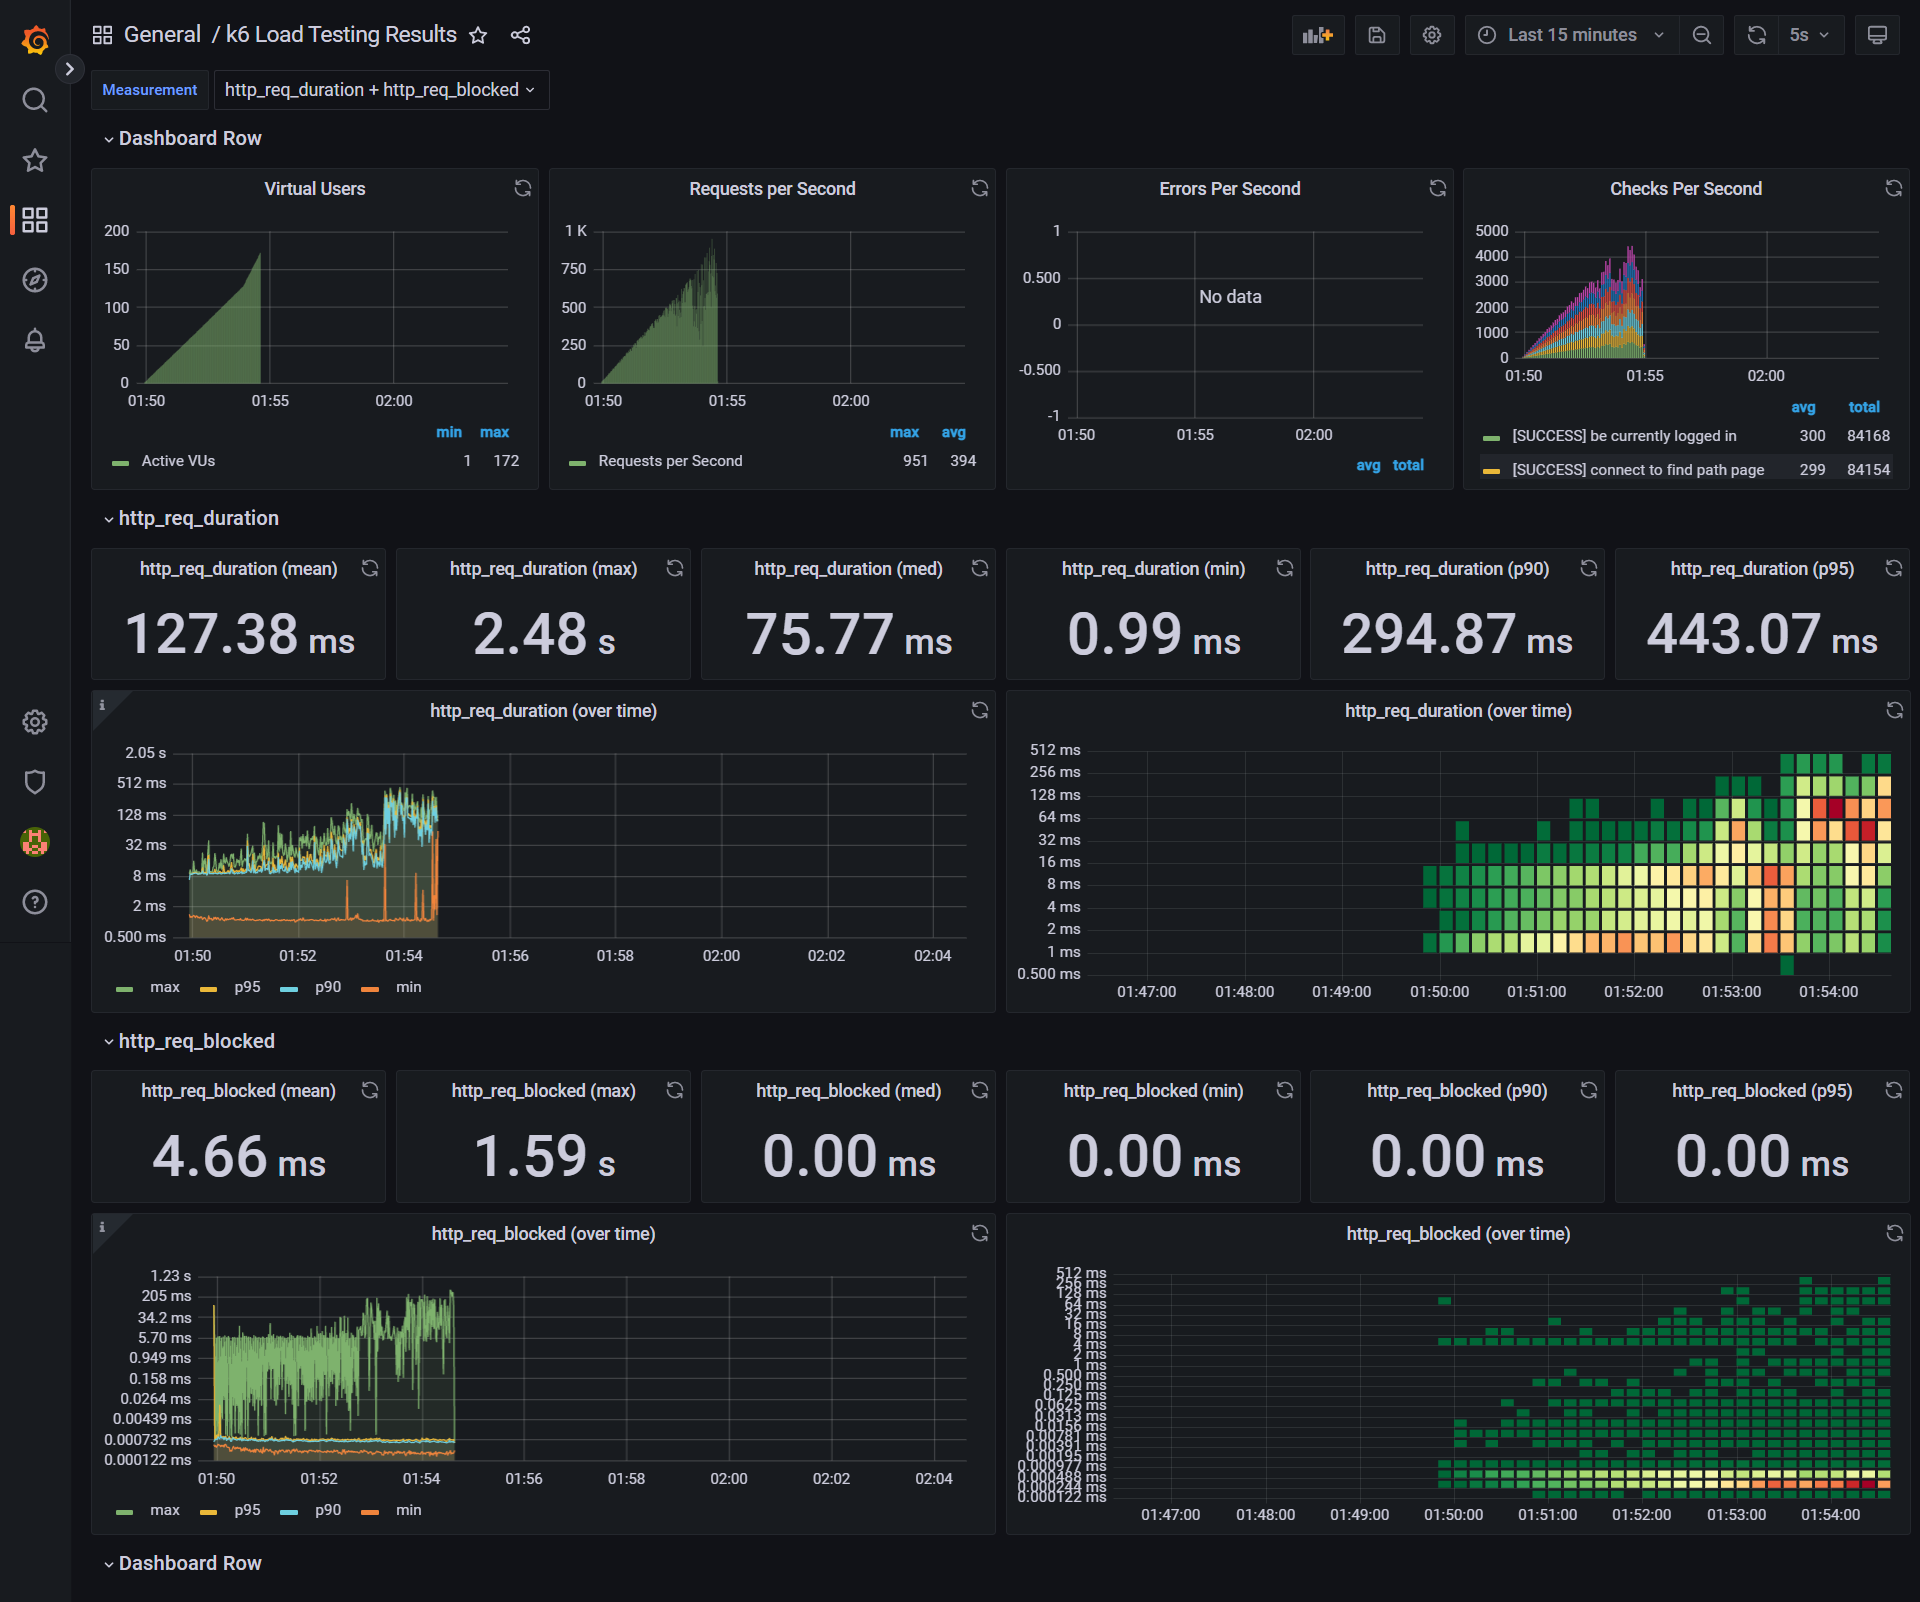 General / k6 Load Testing Results
Last 15 minutes
5s
Measurement
http_req_duration + http_req_blocked
Dashboard Row
Virtual Users
200
150
100
50
0
01:50 01:55 02:00
min max
Active VUs 1 172
Requests per Second
1 K
750
500
250
0
01:50 01:55 02:00
max avg
Requests per Second 951 394
Errors Per Second
1
0.500
0
-0.500
-1
No data
01:50 01:55 02:00
avg total
Checks Per Second
5000
4000
3000
2000
1000
0
01:50 01:55 02:00
avg total
[SUCCESS] be currently logged in 300 84168
[SUCCESS] connect to find path page 299 84154
http_req_duration
http_req_duration (mean)
127.38 ms
http_req_duration (max)
2.48 s
http_req_duration (med)
75.77 ms
http_req_duration (min)
0.99 ms
http_req_duration (p90)
294.87 ms
http_req_duration (p95)
443.07 ms
i
http_req_duration (over time)
2.05 s
512 ms
128 ms
32 ms
8 ms
2 ms
0.500 ms
01:50 01:52 01:54 01:56 01:58 02:00 02:02 02:04
max p95 p90 min
http_req_duration (over time)
512 ms
256 ms
128 ms
64 ms
32 ms
16 ms
8 ms
4 ms
2 ms
1 ms
0.500 ms
01:47:00 01:48:00 01:49:00 01:50:00 01:51:00 01:52:00 01:53:00 01:54:00
http_req_blocked
http_req_blocked (mean)
4.66 ms
http_req_blocked (max)
1.59 s
http_req_blocked (med)
0.00 ms
http_req_blocked (min)
0.00 ms
http_req_blocked (p90)
0.00 ms
http_req_blocked (p95)
0.00 ms
i
http_req_blocked (over time)
1.23 s
205 ms
34.2 ms
5.70 ms
0.949 ms
0.158 ms
0.0264 ms
0.00439 ms
0.000732 ms
0.000122 ms
01:50 01:52 01:54 01:56 01:58 02:00 02:02 02:04
max p95 p90 min
http_req_blocked (over time)
512 ms
256 ms
128 ms
64 ms
32 ms
16 ms
8 ms
4 ms
2 ms
1 ms
0.500 ms
0.250 ms
0.125 ms
0.0625 ms
0.0313 ms
0.0156 ms
0.00781 ms
0.00391 ms
0.00195 ms
0.000977 ms
0.000488 ms
0.000244 ms
0.000122 ms
01:47:00 01:48:00 01:49:00 01:50:00 01:51:00 01:52:00 01:53:00 01:54:00
Dashboard Row